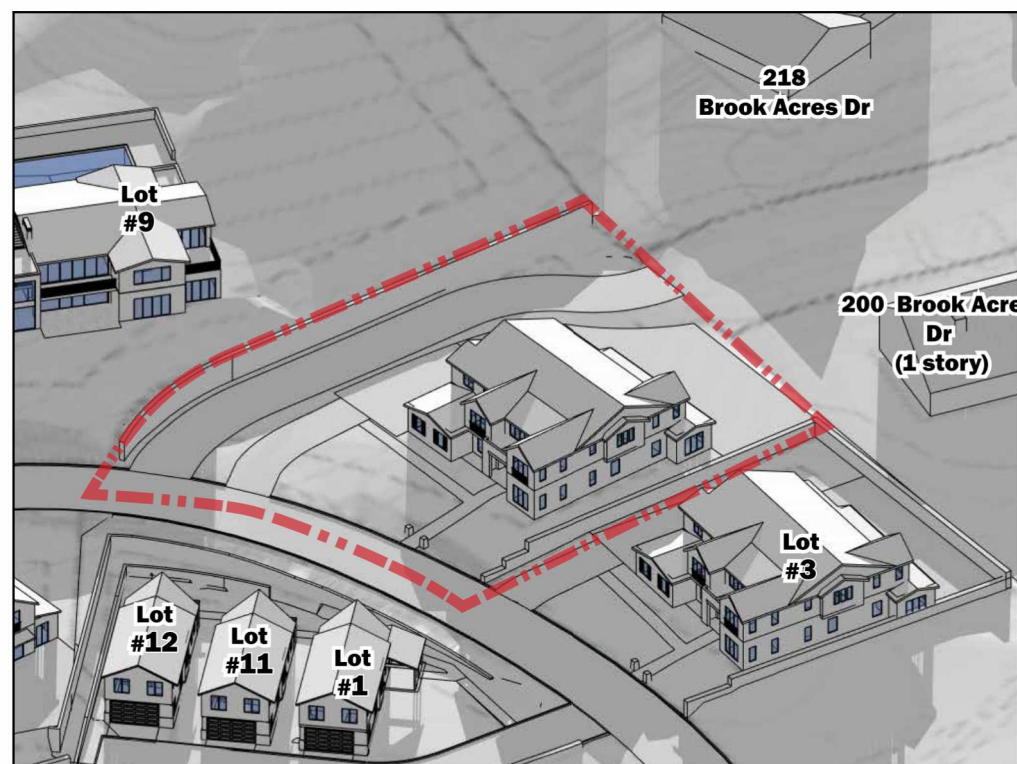 218
Brook Acres Dr
Lot
#9
200 Brook Acre
Dr
(1 story)
Lot
#3
Lot
#12
Lot
#11
Lot
#1